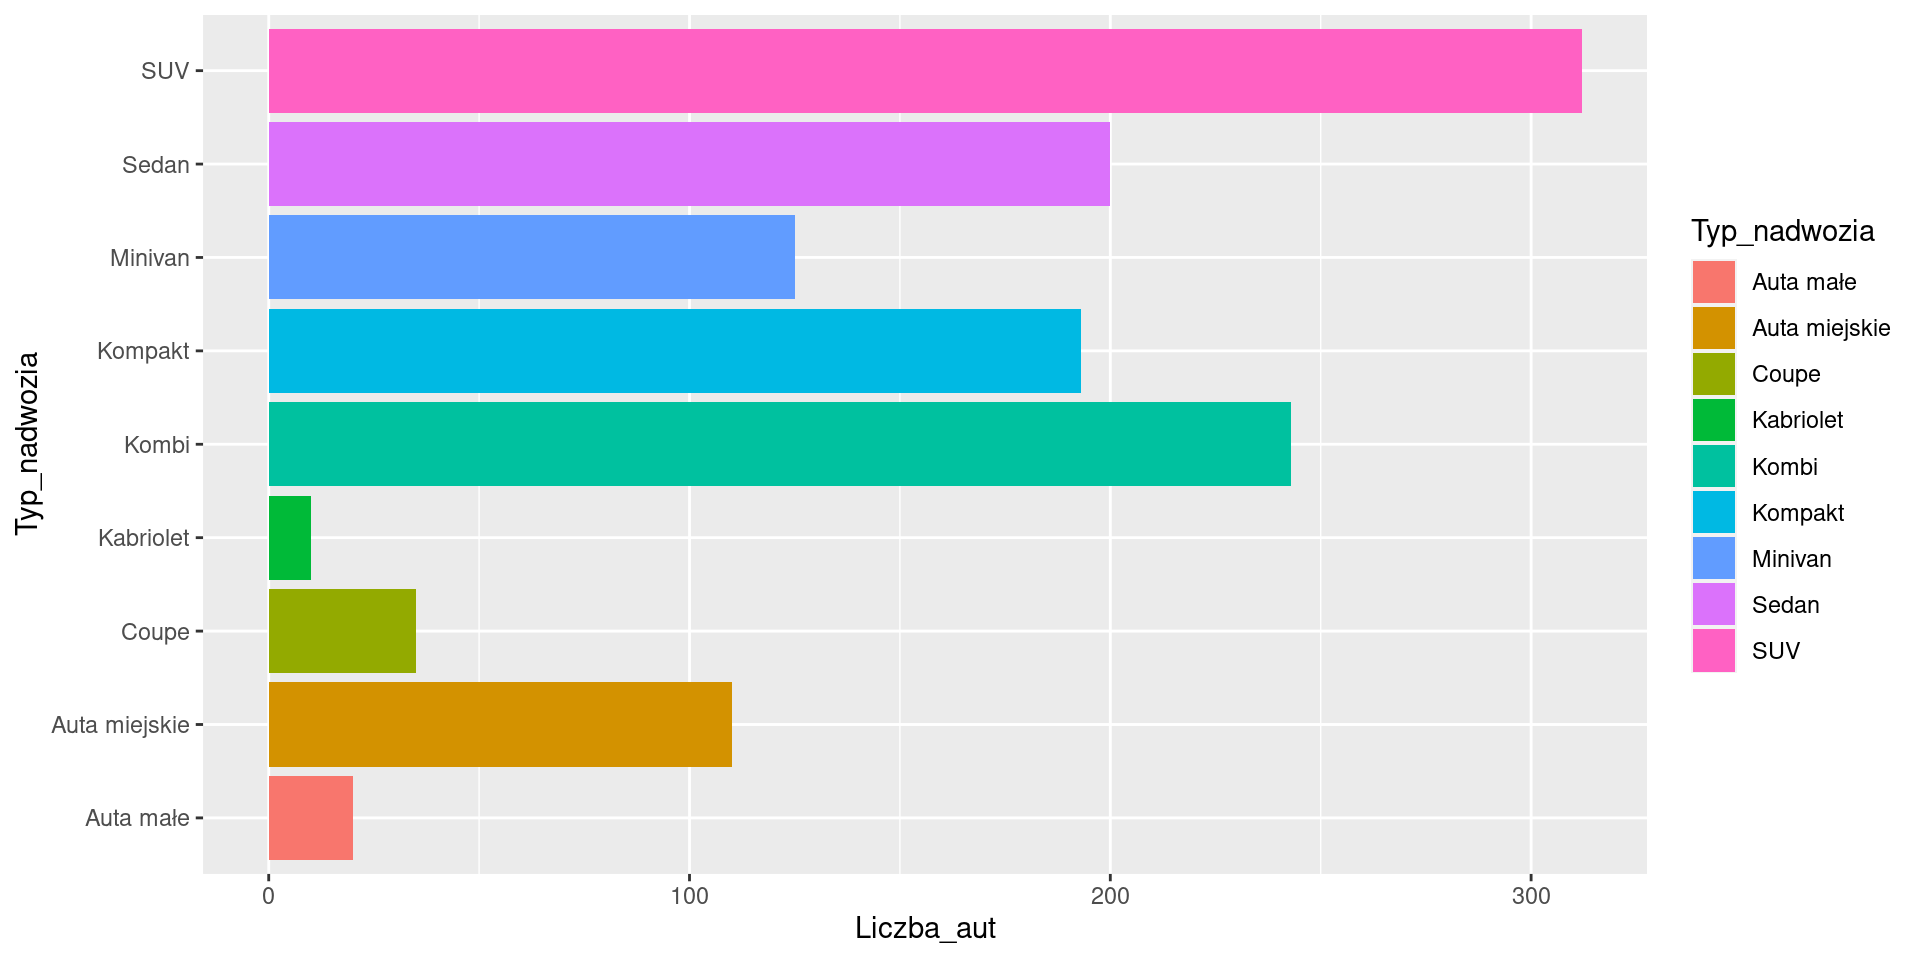 SUV
Sedan
Minivan
Kompakt
Kombi
Kabriolet
Coupe
Auta miejskie
Auta małe
Typ_nadwozia
0 100 200 300
Liczba_aut
Typ_nadwozia
Auta małe
Auta miejskie
Coupe
Kabriolet
Kombi
Kompakt
Minivan
Sedan
SUV